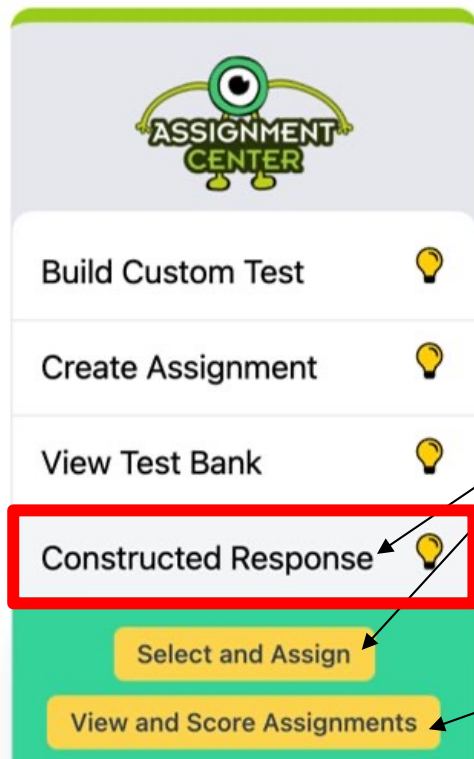 ASSIGNMENT
CENTER
Build Custom Test
Create Assignment
View Test Bank
Constructed Response
Select and Assign
View and Score Assignments